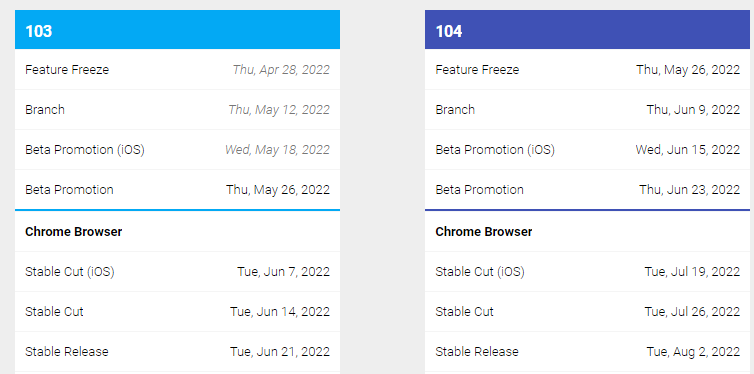 103
Feature Freeze Thu, Apr 28, 2022
Branch Thu, May 12, 2022
Beta Promotion (iOS) Wed, May 18, 2022
Beta Promotion Thu, May 26, 2022
Chrome Browser
Stable Cut (iOS) Tue, Jun 7, 2022
Stable Cut Tue, Jun 14, 2022
Stable Release Tue, Jun 21, 2022
104
Feature Freeze Thu, May 26, 2022
Branch Thu, Jun 9, 2022
Beta Promotion (iOS) Wed, Jun 15, 2022
Beta Promotion Thu, Jun 23, 2022
Chrome Browser
Stable Cut (iOS) Tue, Jul 19, 2022
Stable Cut Tue, Jul 26, 2022
Stable Release Tue, Aug 2, 2022